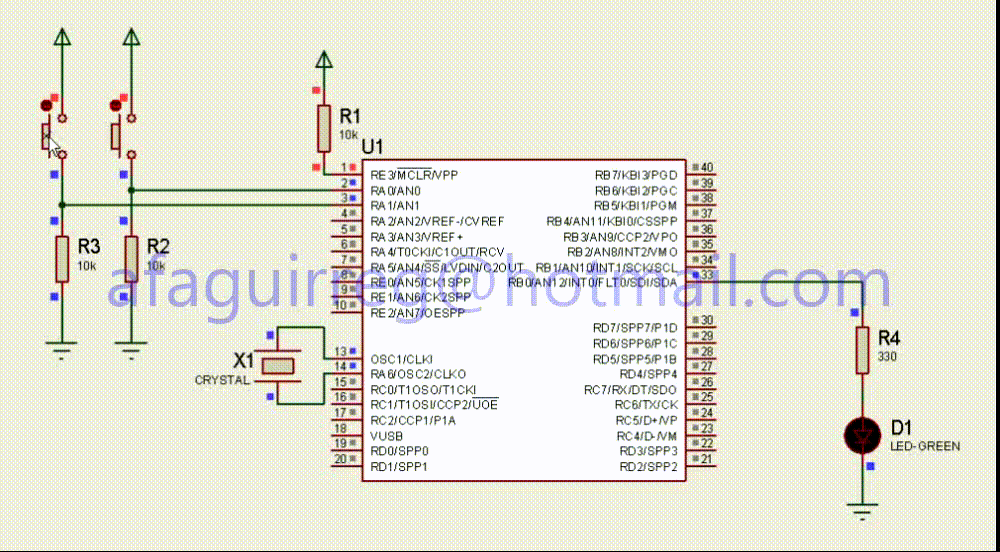 R1
10k
U1
1 RE3/MCLR/VPP
2 RA0/AN0
3 RA1/AN1
4 RA2/AN2/VREF-/CVREF
5 RA3/AN3/VREF+
6 RA4/T0CKI/C1OUT/RCV
7 RA5/AN4/SS/LVDIN/C2OUT
8 RE0/AN5/CK1SPP
9 RE1/AN6/CK2SPP
10 RE2/AN7/OESPP
13 OSC1/CLKI
14 RA6/OSC2/CLKO
15 RC0/T1OSO/T1CKI
16 RC1/T1OSI/CCP2/UOE
17 RC2/CCP1/P1A
18 VUSB
19 RD0/SPP0
20 RD1/SPP1
RB7/KBI3/PGD 40
RB6/KBI2/PGC 39
RB5/KBI1/PGM 38
RB4/AN11/KBI0/CSSPP 37
RB3/AN9/CCP2/VPO 36
RB2/AN8/INT2/VMO 35
RB1/AN10/INT1/SCK/SCL 34
RB0/AN12/INT0/FLT0/SDI/SDA 33
RD7/SPP7/P1D 30
RD6/SPP6/P1C 29
RD5/SPP5/P1B 28
RD4/SPP4 27
RC7/RX/DT/SDO 26
RC6/TX/CK 25
RC5/D+/VP 24
RC4/D-/VM 23
RD3/SPP3 22
RD2/SPP2 21
R3
10k
R2
10k
afaguirreg@hotmail.com
X1
CRYSTAL
R4
330
D1
LED-GREEN